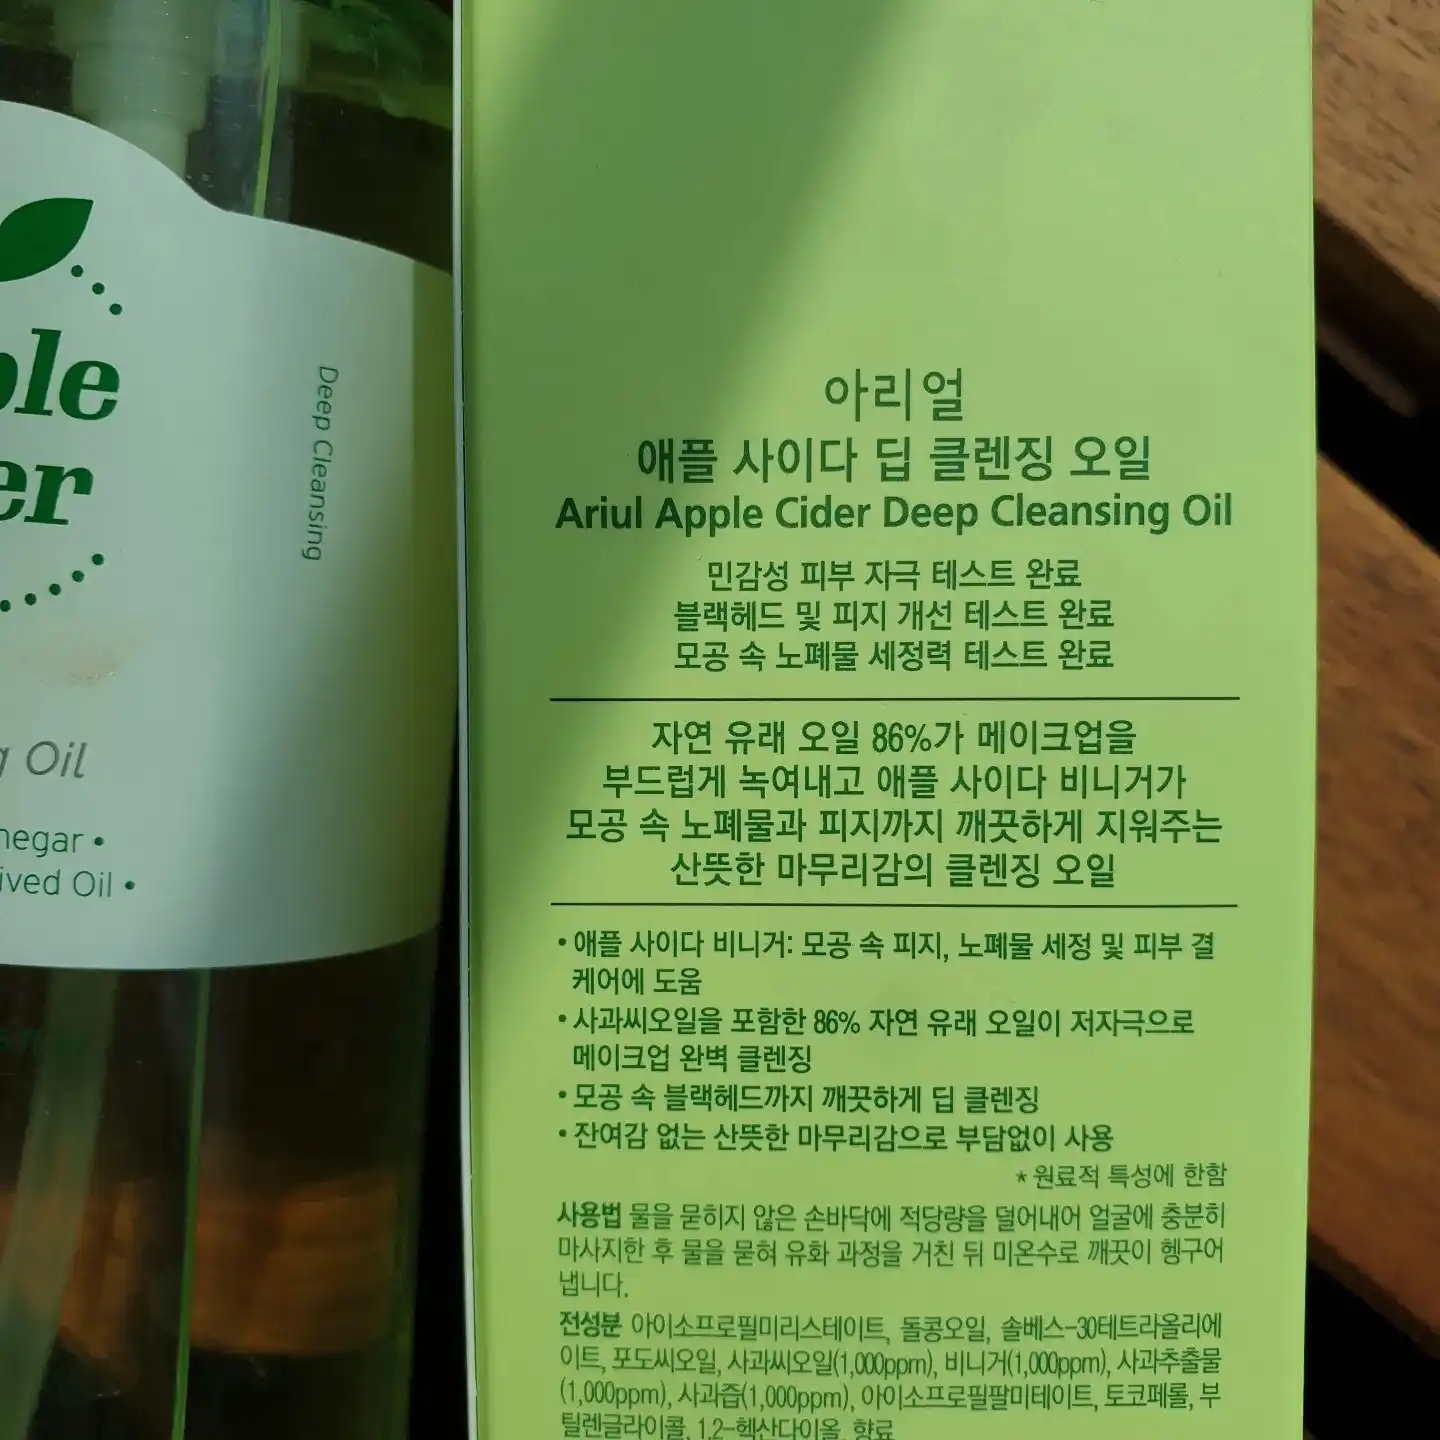 ple
er
Deep Cleansing
g Oil
negar •
ived Oil •
아리얼
애플 사이다 딥 클렌징 오일
Ariul Apple Cider Deep Cleansing Oil
민감성 피부 자극 테스트 완료
블랙헤드 및 피지 개선 테스트 완료
모공 속 노폐물 세정력 테스트 완료
자연 유래 오일 86%가 메이크업을
부드럽게 녹여내고 애플 사이다 비니거가
모공 속 노폐물과 피지까지 깨끗하게 지워주는
산뜻한 마무리감의 클렌징 오일
• 애플 사이다 비니거: 모공 속 피지, 노폐물 세정 및 피부 결
케어에 도움
• 사과씨오일을 포함한 86% 자연 유래 오일이 저자극으로
메이크업 완벽 클렌징
• 모공 속 블랙헤드까지 깨끗하게 딥 클렌징
• 잔여감 없는 산뜻한 마무리감으로 부담없이 사용
* 원료적 특성에 한함
사용법 물을 묻히지 않은 손바닥에 적당량을 덜어내어 얼굴에 충분히
마사지한 후 물을 묻혀 유화 과정을 거친 뒤 미온수로 깨끗이 헹구어
냅니다.
전성분 아이소프로필미리스테이트, 돌콩오일, 솔베스-30테트라올리에
이트, 포도씨오일, 사과씨오일(1,000ppm), 비니거(1,000ppm), 사과추출물
(1,000ppm), 사과즙(1,000ppm), 아이소프로필팔미테이트, 토코페롤, 부
틸렌글라이콜, 1,2-헥산다이올, 향료